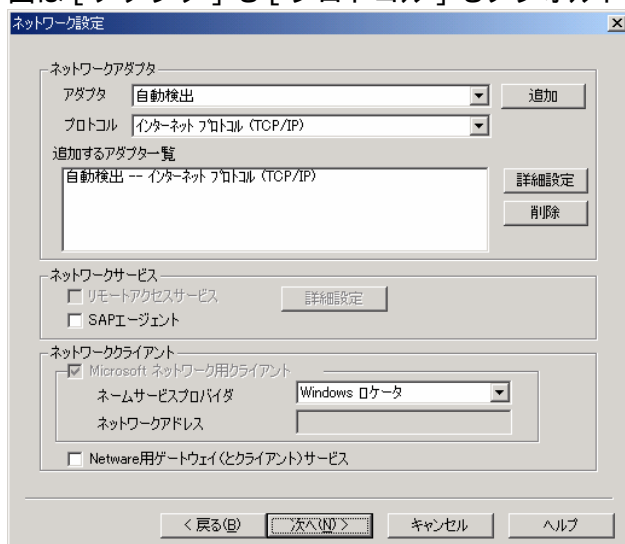 ネットワーク設定
ネットワークアダプタ
アダプタ 自動検出 追加
プロトコル インターネット プロトコル (TCP/IP)
追加するアダプター覧
自動検出 -- インターネット プロトコル (TCP/IP)
詳細設定
削除
ネットワークサービス
リモートアクセスサービス 詳細設定
SAPエージェント
ネットワーククライアント
Microsoft ネットワーク用クライアント
ネームサービスプロバイダ Windows ロケータ
ネットワークアドレス
Netware用ゲートウェイ(とクライアント)サービス
< 戻る(B) 次へ(N) > キャンセル ヘルプ